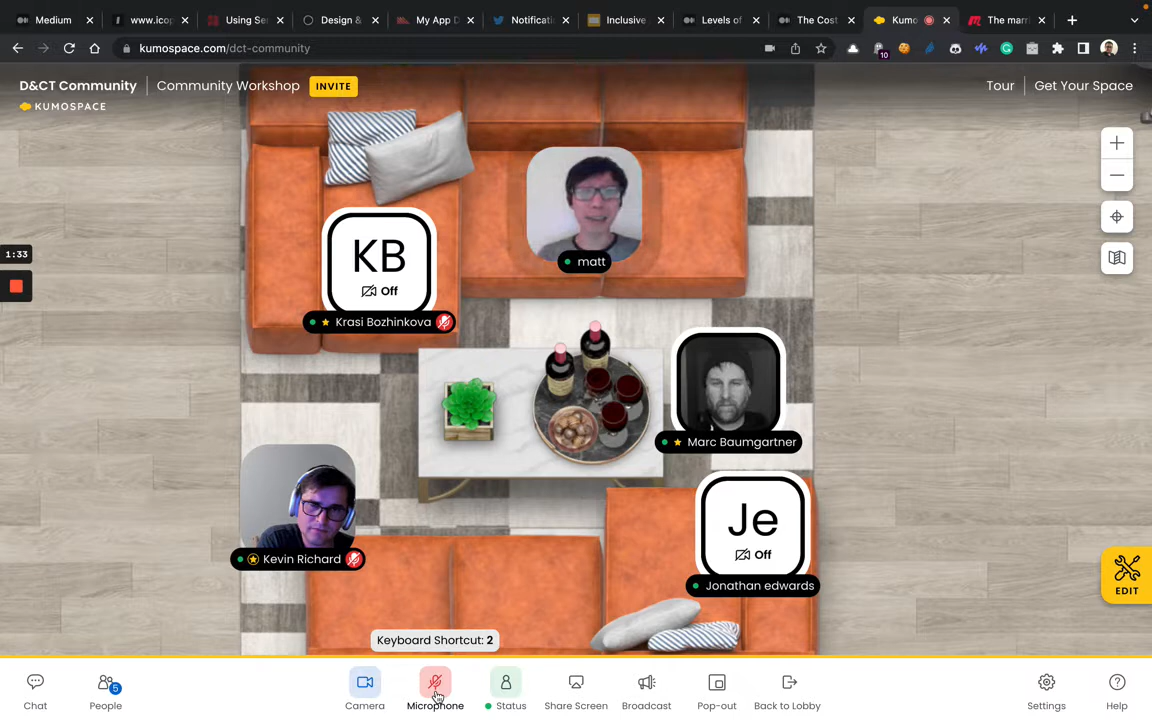 Medium
www.icop
Using Se
Design &
My App D
Notificati
Inclusive
Levels of
The Cost
Kumo
The marr
kumospace.com/dct-community
10
D&CT Community
Community Workshop
INVITE
Tour
Get Your Space
KUMOSPACE
1:33
matt
KB
Off
Krasi Bozhinkova
Marc Baumgartner
Kevin Richard
Je
Off
Jonathan edwards
EDIT
Keyboard Shortcut: 2
5
Chat
People
Camera
Microphone
Status
Share Screen
Broadcast
Pop-out
Back to Lobby
Settings
Help